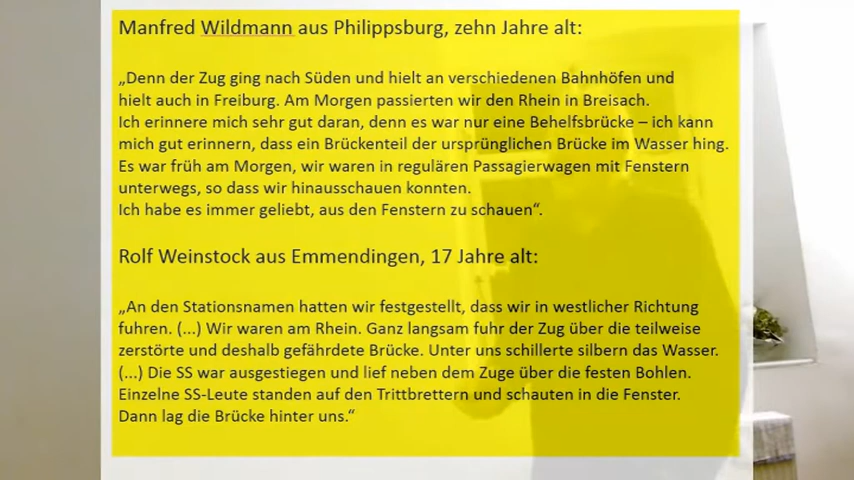 Manfred Wildmann aus Philippsburg, zehn Jahre alt:
„Denn der Zug ging nach Süden und hielt an verschiedenen Bahnhöfen und
hielt auch in Freiburg. Am Morgen passierten wir den Rhein in Breisach.
Ich erinnere mich sehr gut daran, denn es war nur eine Behelfsbrücke – ich kann
mich gut erinnern, dass ein Brückenteil der ursprünglichen Brücke im Wasser hing.
Es war früh am Morgen, wir waren in regulären Passagierwagen mit Fenstern
unterwegs, so dass wir hinausschauen konnten.
Ich habe es immer geliebt, aus den Fenstern zu schauen“.
Rolf Weinstock aus Emmendingen, 17 Jahre alt:
„An den Stationsnamen hatten wir festgestellt, dass wir in westlicher Richtung
fuhren. (...) Wir waren am Rhein. Ganz langsam fuhr der Zug über die teilweise
zerstörte und deshalb gefährdete Brücke. Unter uns schillerte silbern das Wasser.
(...) Die SS war ausgestiegen und lief neben dem Zuge über die festen Bohlen.
Einzelne SS-Leute standen auf den Trittbrettern und schauten in die Fenster.
Dann lag die Brücke hinter uns.“